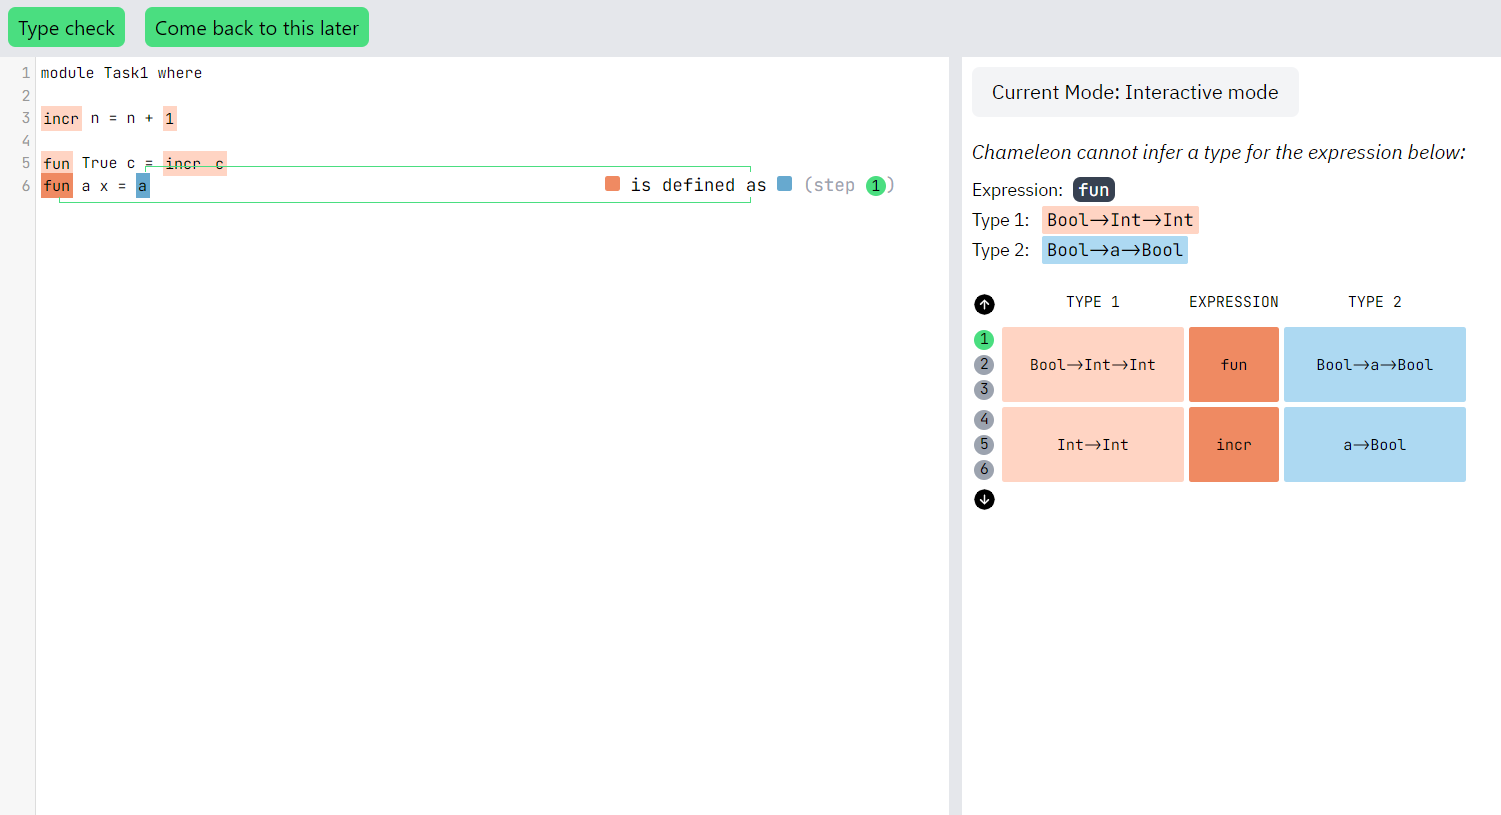 Type check
Come back to this later
1 module Task1 where
2
3 incr n = n + 1
4
5 fun True c = incr c
6 fun a x = a
is defined as (step 1)
Current Mode: Interactive mode
Chameleon cannot infer a type for the expression below:
Expression: fun
Type 1: Bool→Int→Int
Type 2: Bool→a→Bool
TYPE 1 EXPRESSION TYPE 2
1
2 Bool→Int→Int fun Bool→a→Bool
3
4
5 Int→Int incr a→Bool
6